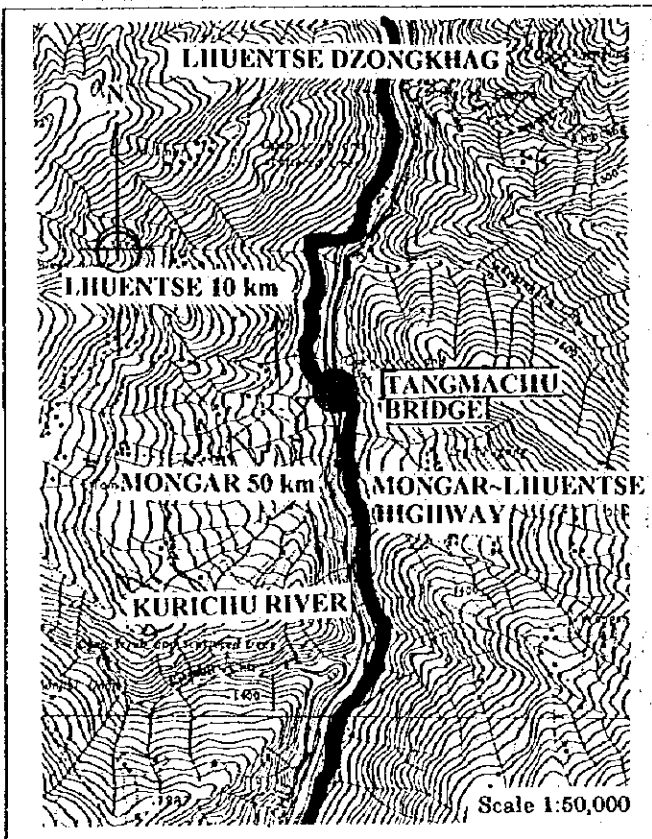 LHUENTSE DZONGKHAG
N
LHUENTSE 10 km
TANGMACHU
BRIDGE
MONGAR 50 km
MONGAR~LHUENTSE
HIGHWAY
KURICHU RIVER
1400
Scale 1:50,000